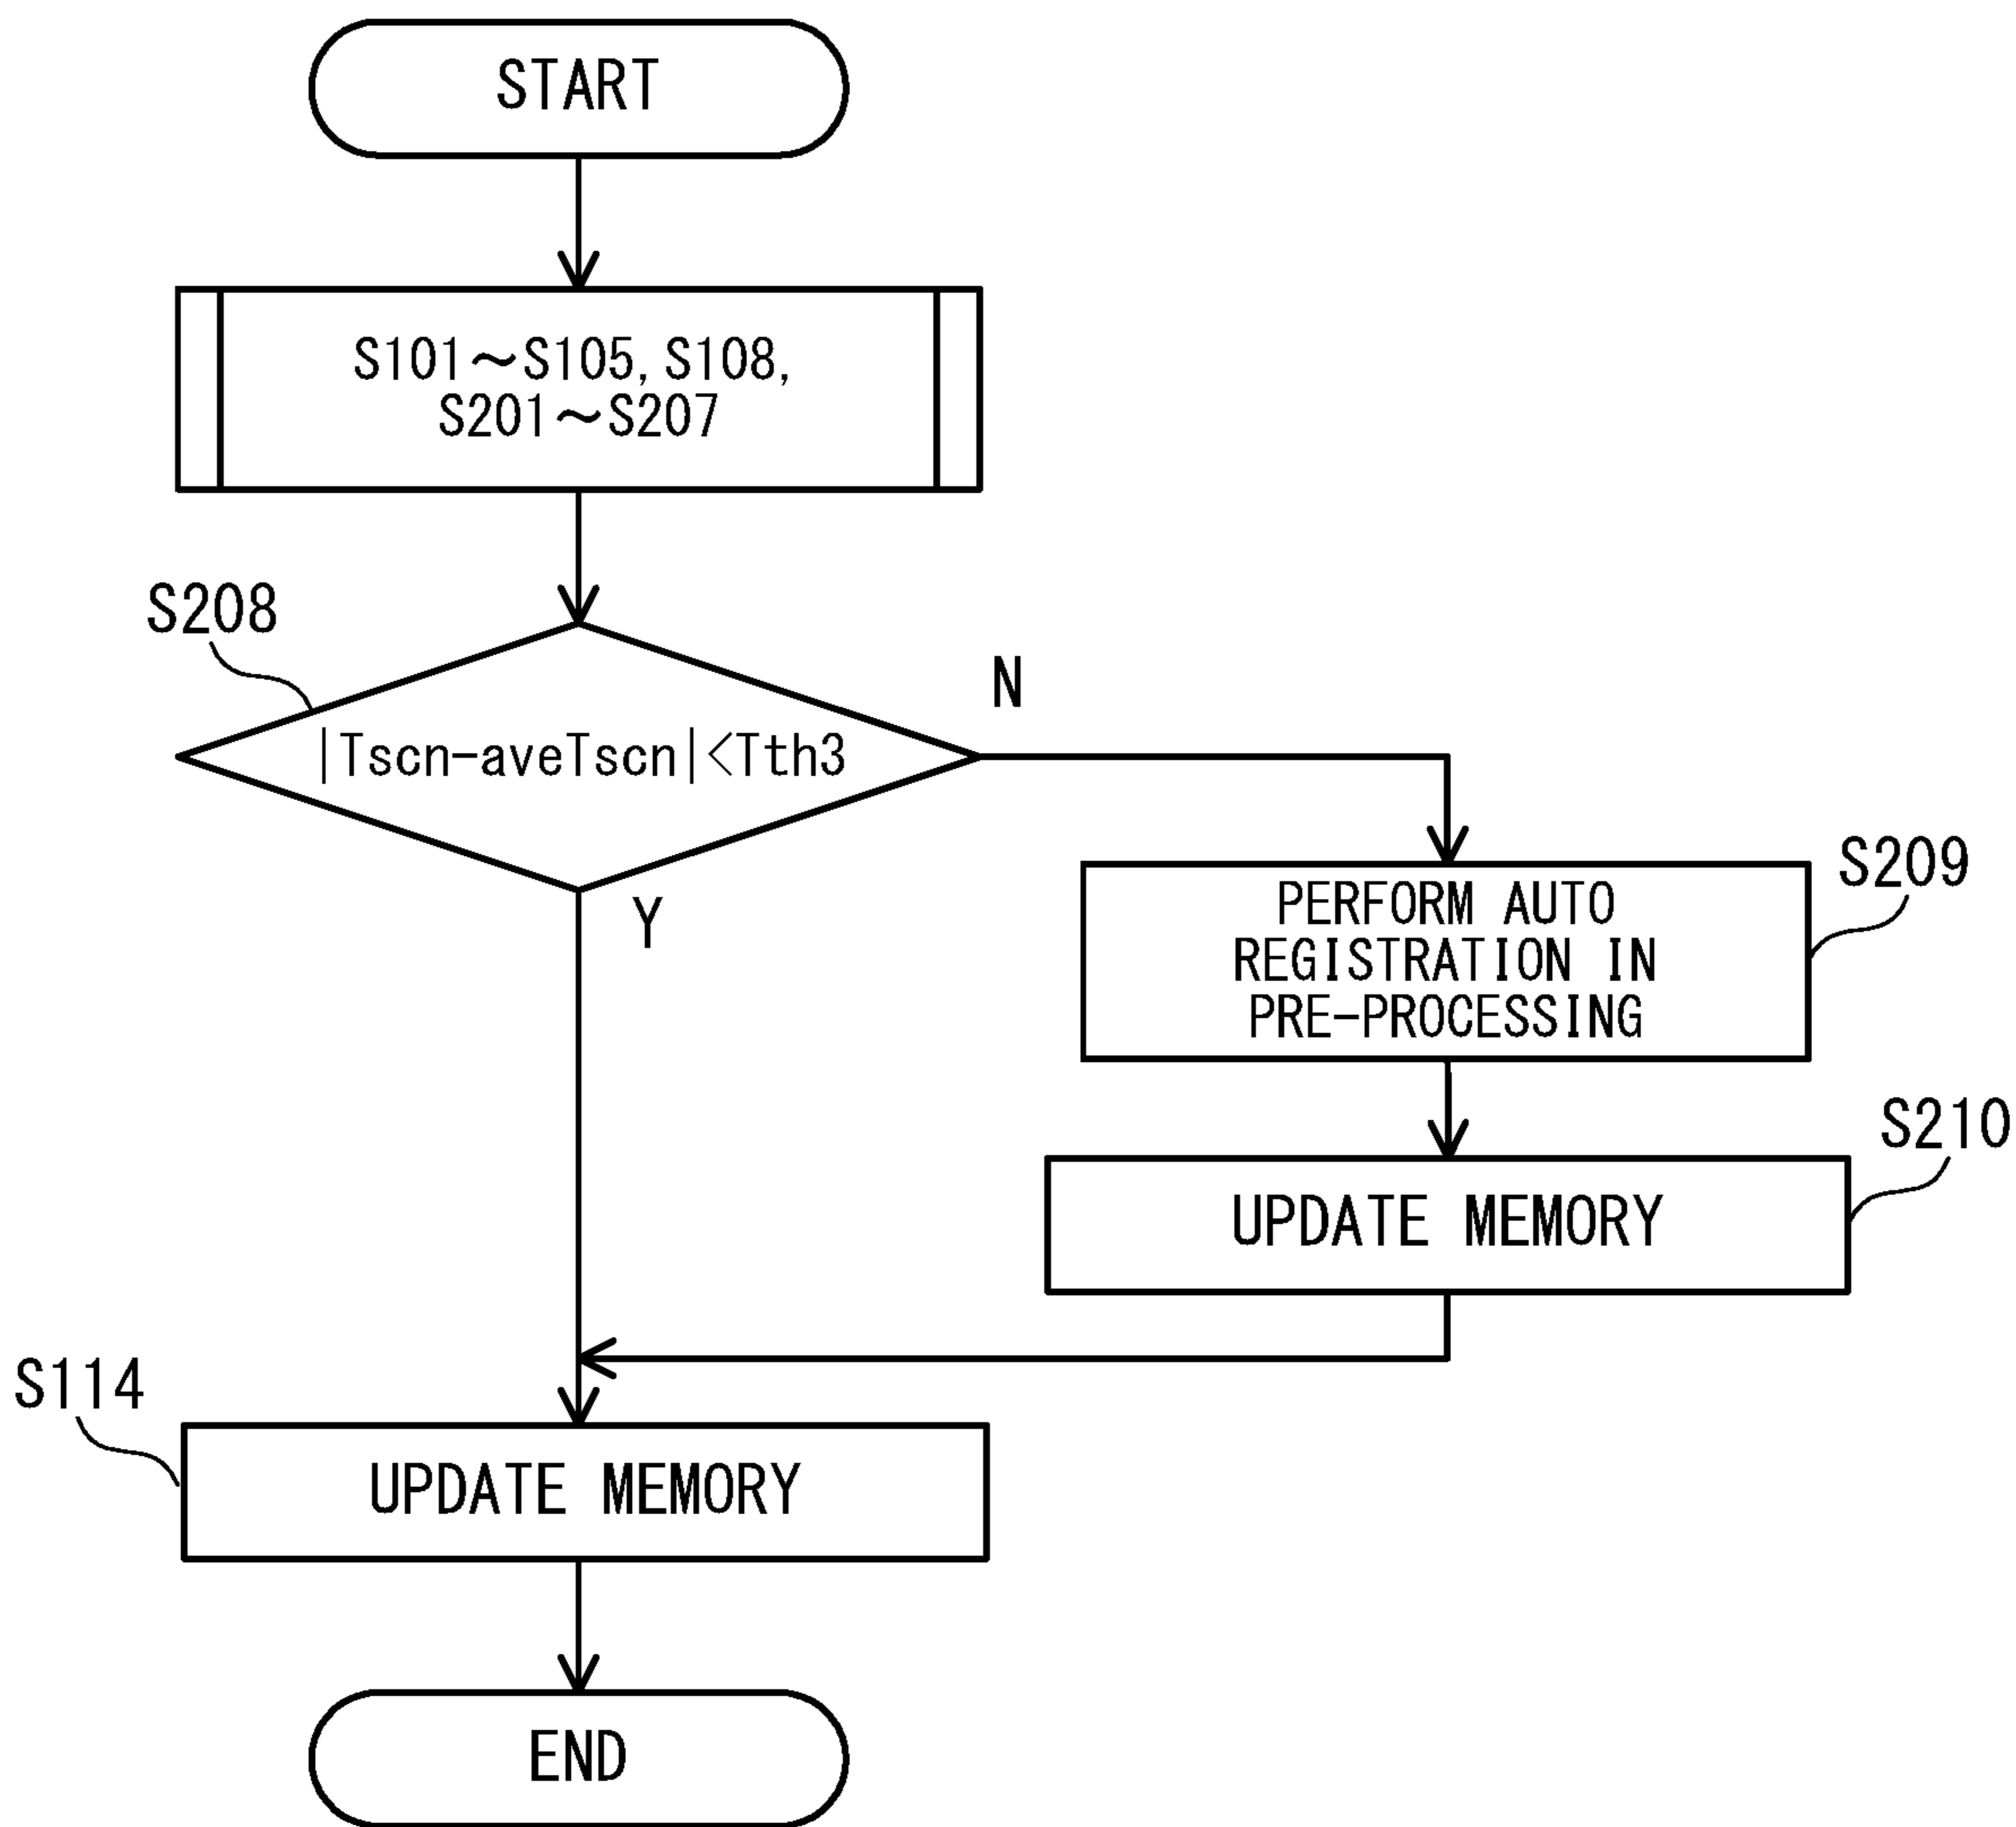 START
S101～S105, S108,
S201～S207
S208
N
|Tscn-aveTscn|<Tth3
Y
S209
PERFORM AUTO
REGISTRATION IN
PRE-PROCESSING
S210
UPDATE MEMORY
S114
UPDATE MEMORY
END